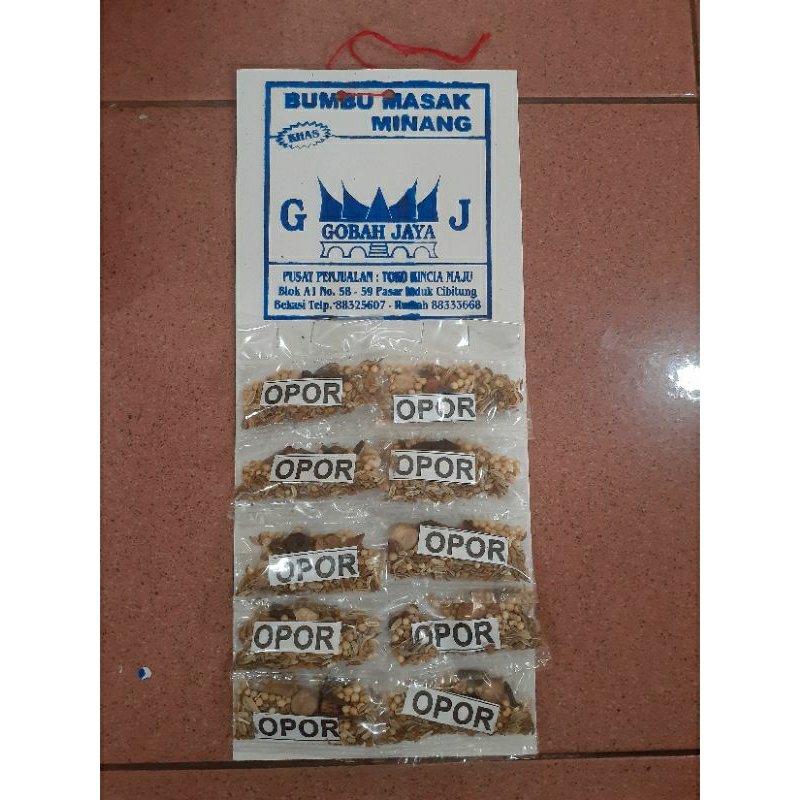 BUMBU MASAK
MINANG
KHAS
G J
GOBAH JAYA
PUSAT PENJUALAN : TOKO KINCIA MAJU
Blok A1 No. 58 - 59 Pasar Induk Cibitung
Bekasi Telp. 88325607 - Rumah 88333668
OPOR OPOR
OPOR OPOR
OPOR OPOR
OPOR OPOR
OPOR OPOR